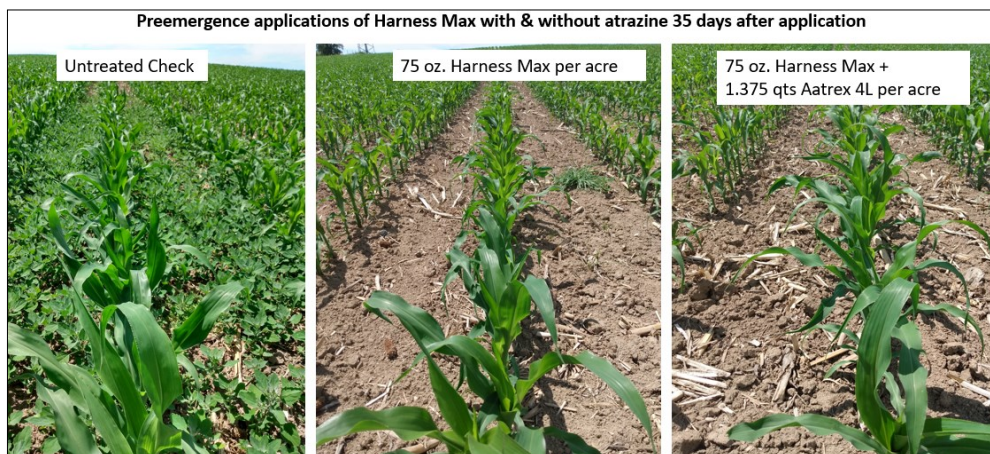 Preemergence applications of Harness Max with & without atrazine 35 days after application
Untreated Check
75 oz. Harness Max per acre
75 oz. Harness Max +
1.375 qts Aatrex 4L per acre